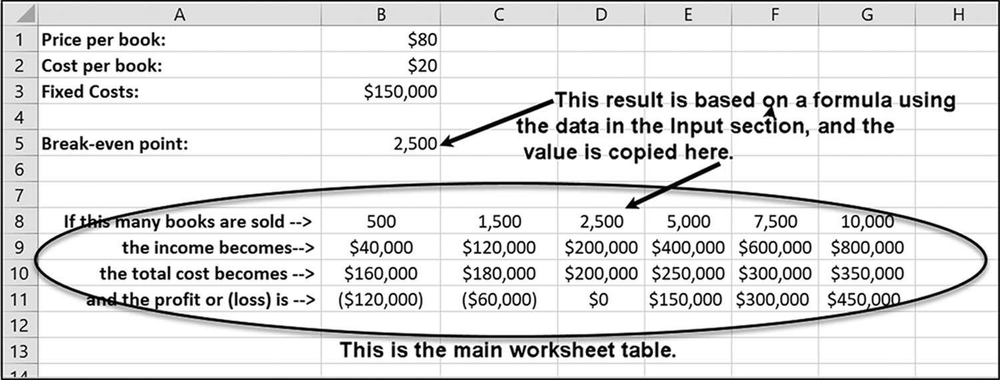 A B C D E F G H
1 Price per book: $80
2 Cost per book: $20
3 Fixed Costs: $150,000
This result is based on a formula using
4
the data in the Input section, and the
5 Break-even point: 2,500
value is copied here.
6
7
8 If this many books are sold --> 500 1,500 2,500 5,000 7,500 10,000
9 the income becomes--> $40,000 $120,000 $200,000 $400,000 $600,000 $800,000
10 the total cost becomes --> $160,000 $180,000 $200,000 $250,000 $300,000 $350,000
11 and the profit or (loss) is --> ($120,000) ($60,000) $0 $150,000 $300,000 $450,000
12
13 This is the main worksheet table.
14